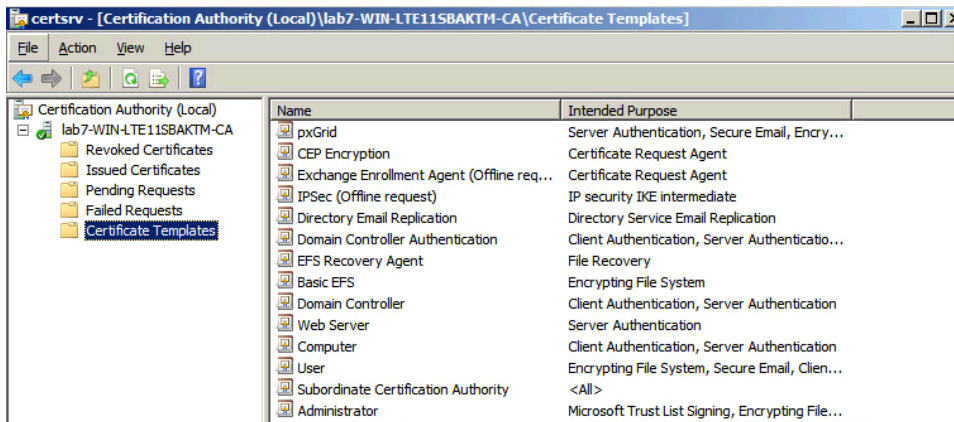 certsrv - [Certification Authority (Local)\lab7-WIN-LTE11SBAKTM-CA\Certificate Templates]
File Action View Help
Certification Authority (Local)
lab7-WIN-LTE11SBAKTM-CA
Revoked Certificates
Issued Certificates
Pending Requests
Failed Requests
Certificate Templates
Name Intended Purpose
pxGrid Server Authentication, Secure Email, Encry...
CEP Encryption Certificate Request Agent
Exchange Enrollment Agent (Offline req... Certificate Request Agent
IPSec (Offline request) IP security IKE intermediate
Directory Email Replication Directory Service Email Replication
Domain Controller Authentication Client Authentication, Server Authenticatio...
EFS Recovery Agent File Recovery
Basic EFS Encrypting File System
Domain Controller Client Authentication, Server Authentication
Web Server Server Authentication
Computer Client Authentication, Server Authentication
User Encrypting File System, Secure Email, Clien...
Subordinate Certification Authority <All>
Administrator Microsoft Trust List Signing, Encrypting File...